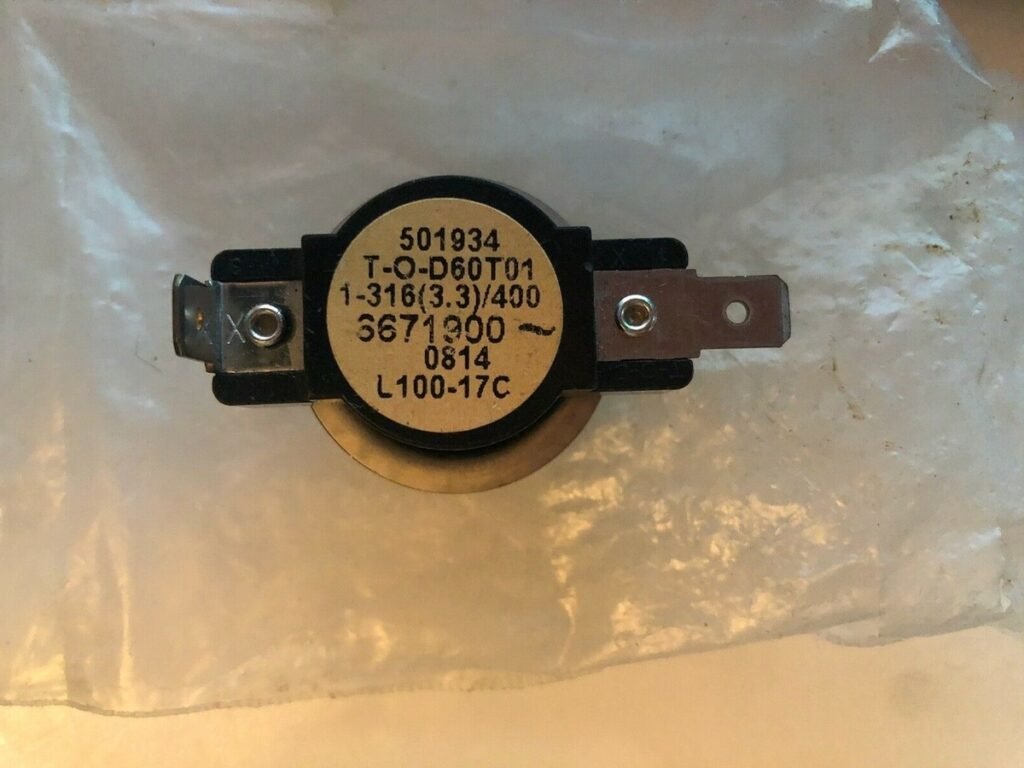 501934
T-O-D60T01
1-316(3.3)/400
6671900 ~
0814
L100-17C
X